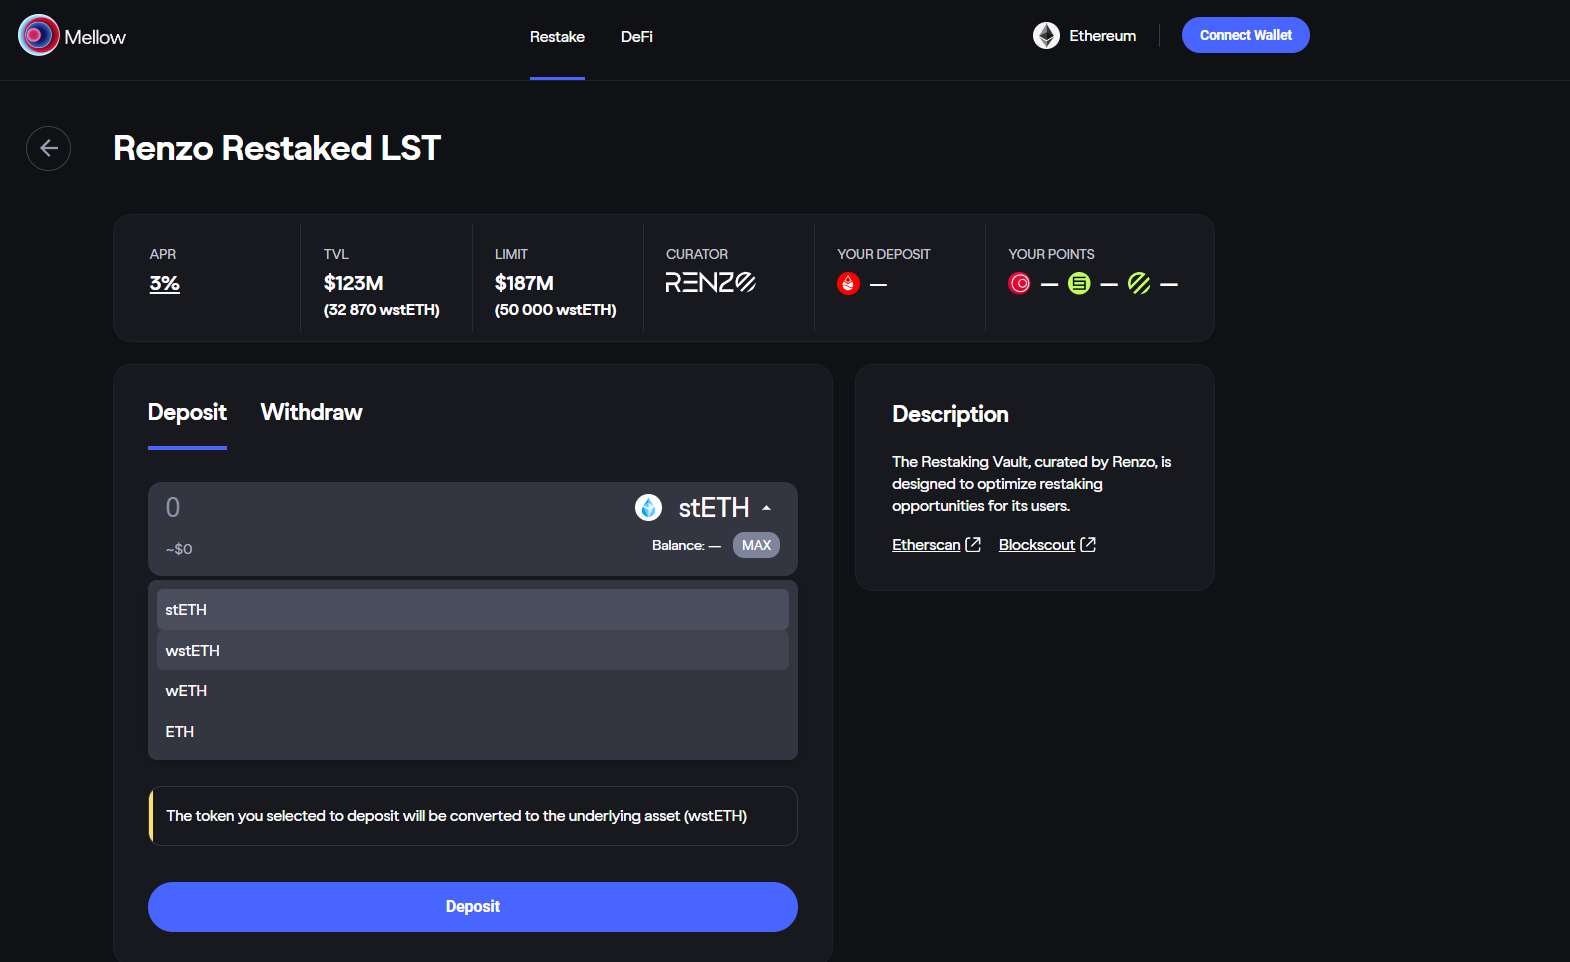 Mellow
Restake
DeFi
Ethereum
Connect Wallet
Renzo Restaked LST
APR
3%
TVL
$123M
(32 870 wstETH)
LIMIT
$187M
(50 000 wstETH)
CURATOR
RENZO
YOUR DEPOSIT
—
YOUR POINTS
— — —
Deposit
Withdraw
0
stETH
~$0
Balance: —
MAX
stETH
wstETH
wETH
ETH
The token you selected to deposit will be converted to the underlying asset (wstETH)
Deposit
Description
The Restaking Vault, curated by Renzo, is
designed to optimize restaking
opportunities for its users.
Etherscan
Blockscout